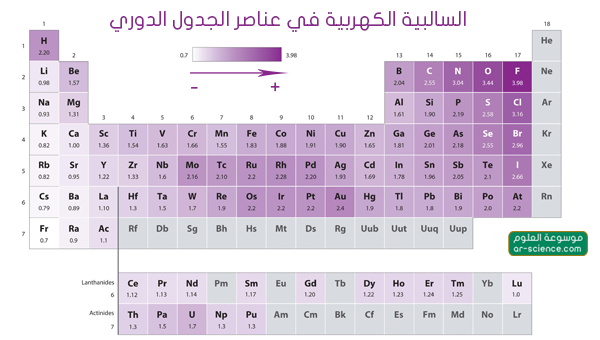 السالبية الكهربية في عناصر الجدول الدوري
1 18
0.7 3.98
- +
2 13 14 15 16 17
1 H He
2.20
2 Li Be B C N O F Ne
0.98 1.57 2.04 2.55 3.04 3.44 3.98
3 Na Mg Al Si P S Cl Ar
0.93 1.31 1.61 1.90 2.19 2.58 3.16
3 4 5 6 7 8 9 10 11 12
4 K Ca Sc Ti V Cr Mn Fe Co Ni Cu Zn Ga Ge As Se Br Kr
0.82 1.00 1.36 1.54 1.63 1.66 1.55 1.83 1.88 1.91 1.90 1.65 1.81 2.01 2.18 2.55 2.96
5 Rb Sr Y Zr Nb Mo Tc Ru Rh Pd Ag Cd In Sn Sb Te I Xe
0.82 0.95 1.22 1.33 1.6 2.16 2.10 2.2 2.28 2.20 1.93 1.69 1.78 1.96 2.05 2.1 2.66
6 Cs Ba La Hf Ta W Re Os Ir Pt Au Hg Tl Pb Bi Po At Rn
0.79 0.89 1.10 1.3 1.5 1.7 1.9 2.2 2.2 2.2 2.4 1.9 1.8 1.8 1.9 2.0 2.2
7 Fr Ra Ac Rf Db Sg Bh Hs Mt Ds Rg Uub Uut Uuq Uup
0.7 0.9 1.1
موسوعة العلوم
ar-science.com
Lanthanides Ce Pr Nd Pm Sm Eu Gd Tb Dy Ho Er Tm Yb Lu
6 1.12 1.13 1.14 1.17 1.20 1.22 1.23 1.24 1.25 1.0
Actinides Th Pa U Np Pu Am Cm Bk Cf Es Fm Md No Lr
7 1.3 1.5 1.7 1.3 1.3